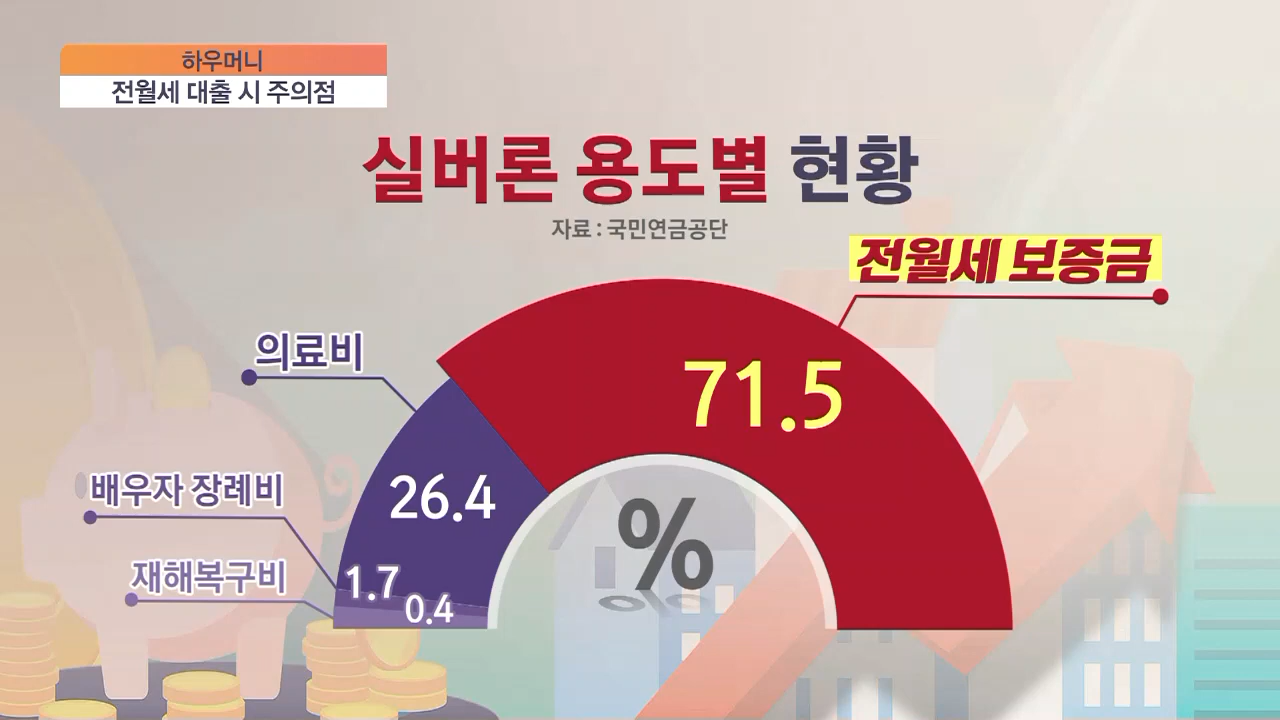 하우머니
전월세 대출 시 주의점
실버론 용도별 현황
자료 : 국민연금공단
전월세 보증금
71.5
의료비
26.4
배우자 장례비
1.7
재해복구비
0.4
%